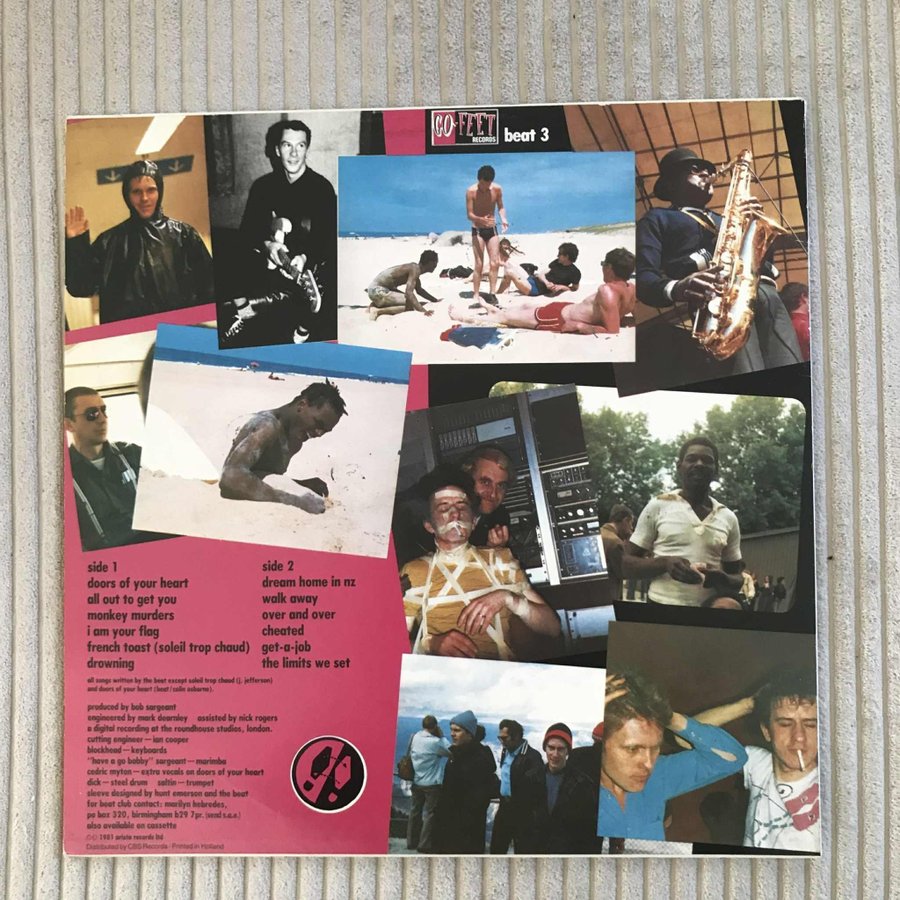 GO-FEET
RECORDS
beat 3
side 1
doors of your heart
all out to get you
monkey murders
i am your flag
french toast (soleil trop chaud)
drowning
side 2
dream home in nz
walk away
over and over
cheated
get-a-job
the limits we set
all songs written by the beat except soleil trop chaud (j. jefferson)
and doors of your heart (beat/colin osborne).
produced by bob sargeant
engineered by mark dearnley assisted by nick rogers
a digital recording at the roundhouse studios, london.
cutting engineer—ian cooper
blockhead—keyboards
"have a go bobby" sargeant—marimba
cedric myton—extra vocals on doors of your heart
dick—steel drum saltin—trumpet
sleeve designed by hunt emerson and the beat
for beat club contact: marilyn hebredes,
po box 320, birmingham b29 7pr. (send s.a.e.)
also available on cassette
1981 arista records ltd
Distributed by CBS Records · Printed in Holland